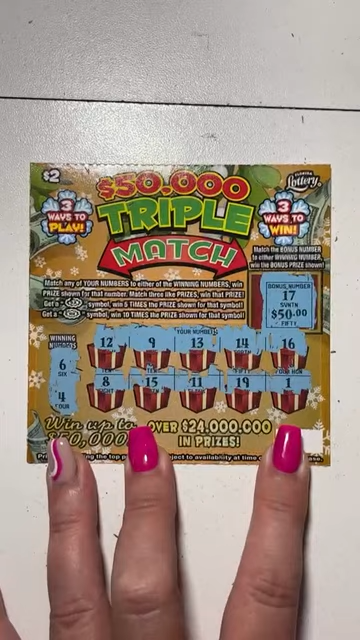 $2
$50,000
TRIPLE
MATCH
FLORIDA
Lottery
3
WAYS TO
PLAY!
3
WAYS TO
WIN!
Match the BONUS NUMBER
to either WINNING NUMBER,
win the BONUS PRIZE shown!
Match any of YOUR NUMBERS to either of the WINNING NUMBERS, win
PRIZE shown for that number. Match three like PRIZES, win that PRIZE!
Get a symbol, win 5 TIMES the PRIZE shown for that symbol!
Get a symbol, win 10 TIMES the PRIZE shown for that symbol!
BONUS NUMBER
17
SVNTN
$50.00
FIFTY
WINNING
NUMBERS
6
SIX
4
FOUR
YOUR NUMBERS
12 9 13 14 16
8 15 11 19 1
Win up to
$50,000!
OVER $24,000,000
IN PRIZES!